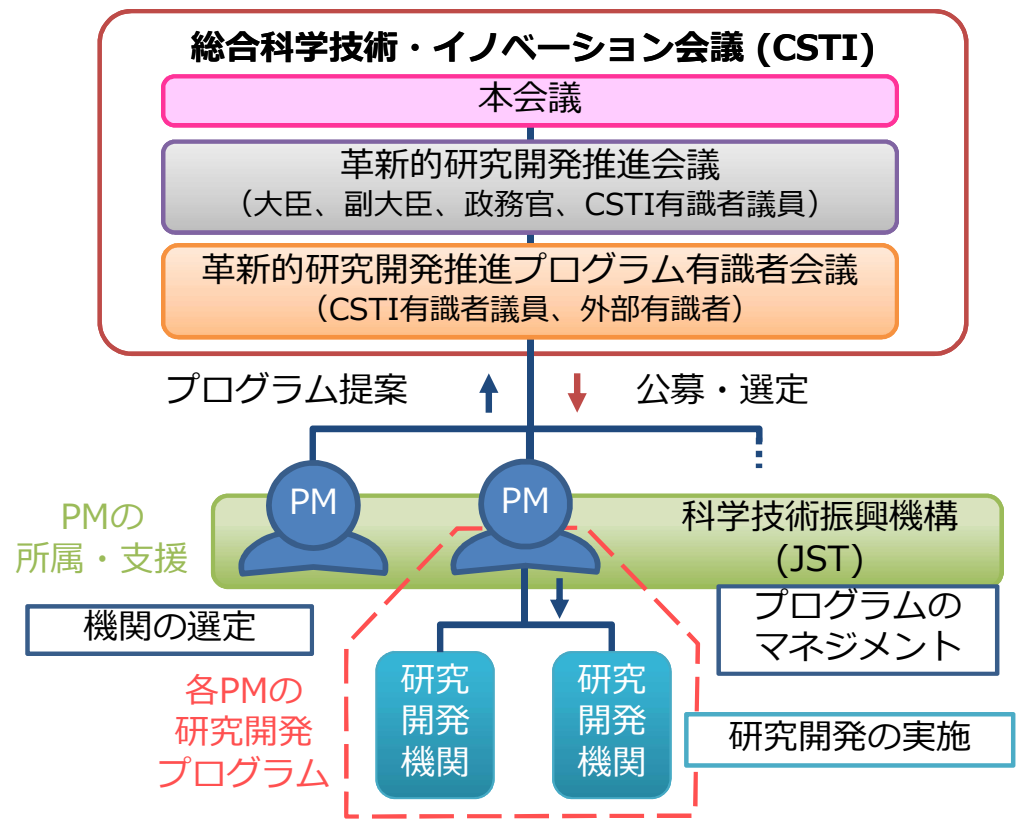 総合科学技術・イノベーション会議 (CSTI)
本会議
革新的研究開発推進会議
（大臣、副大臣、政務官、CSTI有識者議員）
革新的研究開発推進プログラム有識者会議
（CSTI有識者議員、外部有識者）
プログラム提案
公募・選定
PM
PM
科学技術振興機構
(JST)
PMの
所属・支援
機関の選定
プログラムの
マネジメント
各PMの
研究開発
プログラム
研究
開発
機関
研究
開発
機関
研究開発の実施